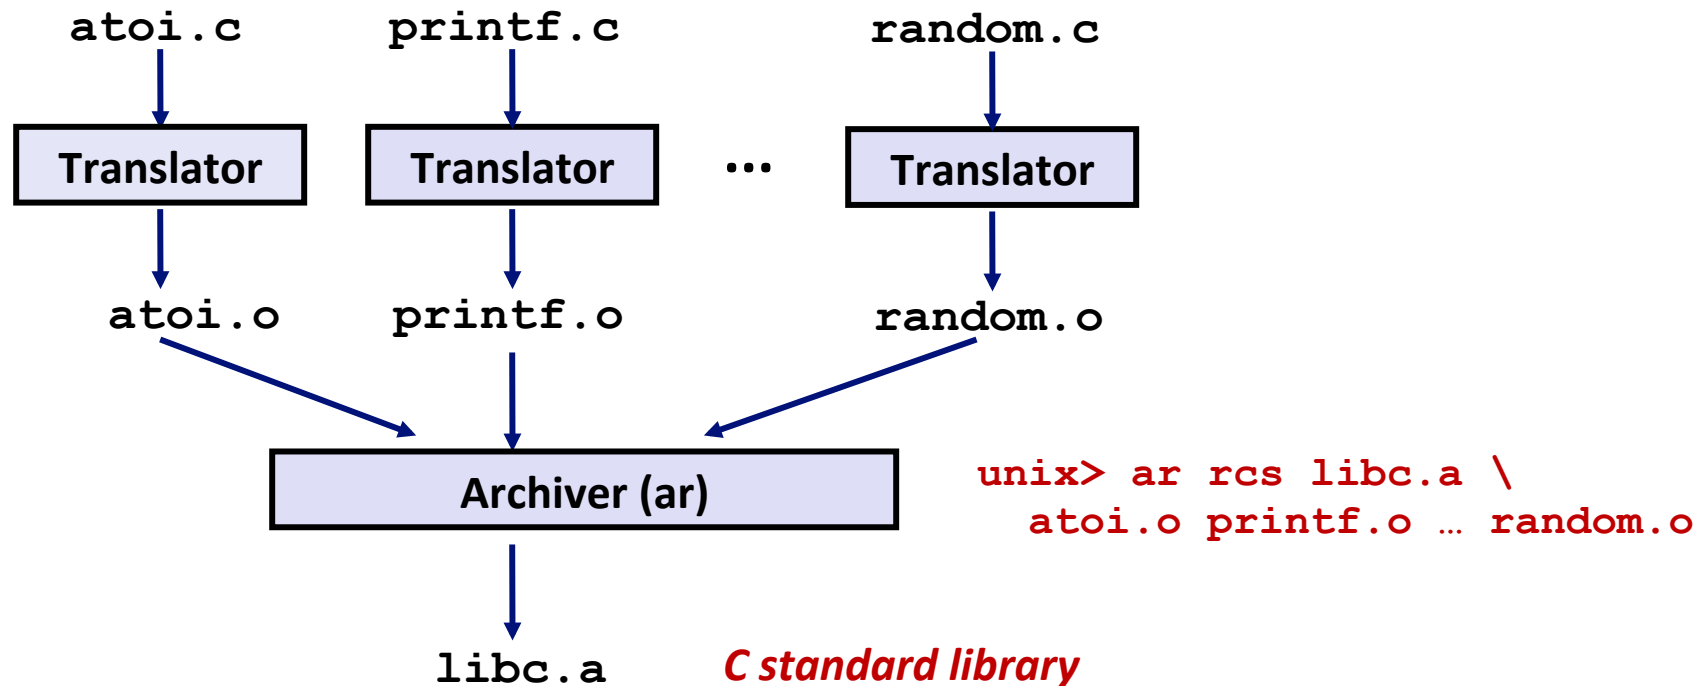 atoi.c printf.c random.c
Translator Translator ... Translator
atoi.o printf.o random.o
Archiver (ar)
unix> ar rcs libc.a \
atoi.o printf.o … random.o
libc.a C standard library